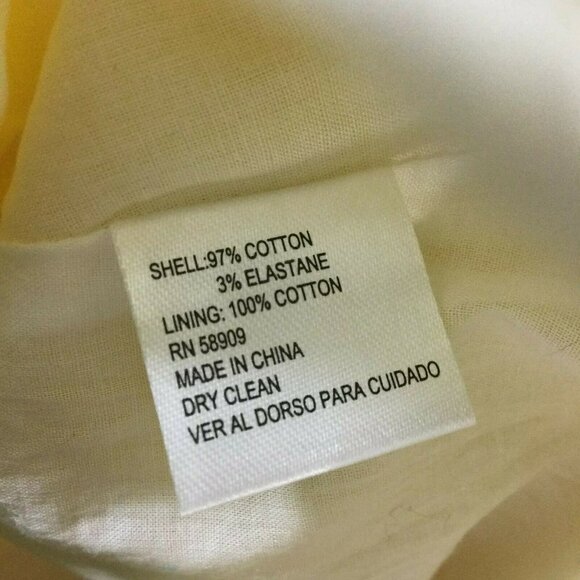 SHELL:97% COTTON
3% ELASTANE
LINING: 100% COTTON
RN 58909
MADE IN CHINA
DRY CLEAN
VER AL DORSO PARA CUIDADO